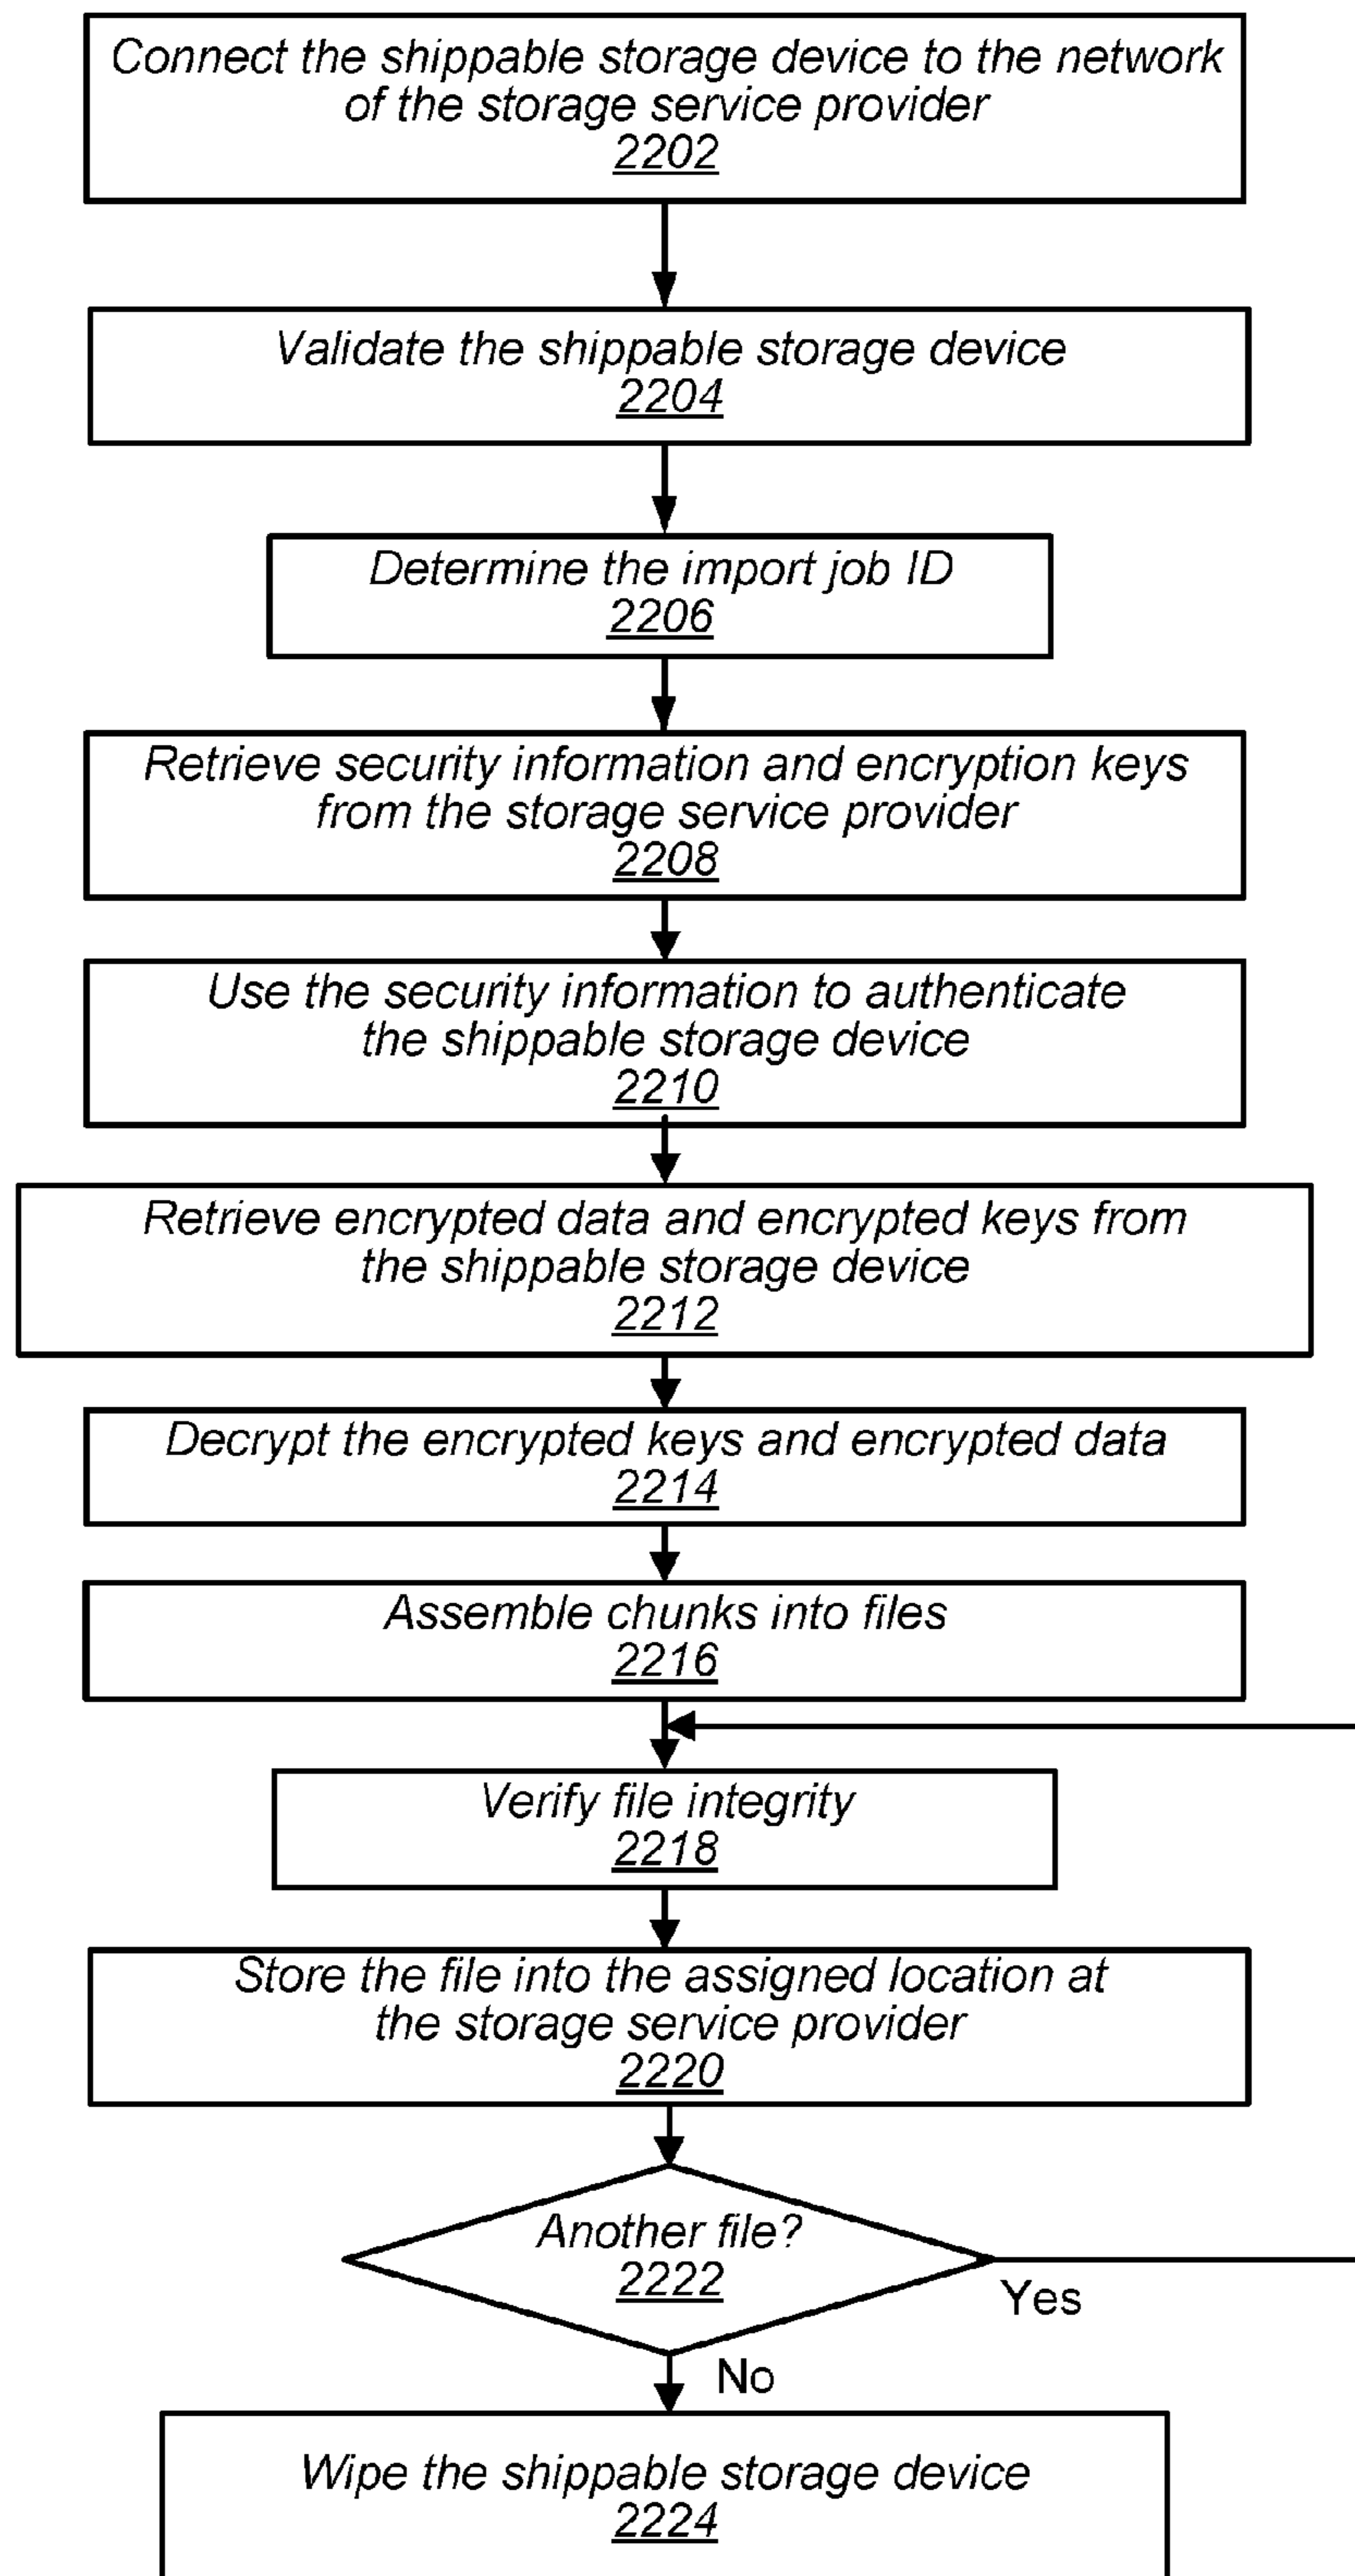 Connect the shippable storage device to the network
of the storage service provider
2202
Validate the shippable storage device
2204
Determine the import job ID
2206
Retrieve security information and encryption keys
from the storage service provider
2208
Use the security information to authenticate
the shippable storage device
2210
Retrieve encrypted data and encrypted keys from
the shippable storage device
2212
Decrypt the encrypted keys and encrypted data
2214
Assemble chunks into files
2216
Verify file integrity
2218
Store the file into the assigned location at
the storage service provider
2220
Another file?
2222
Yes
No
Wipe the shippable storage device
2224